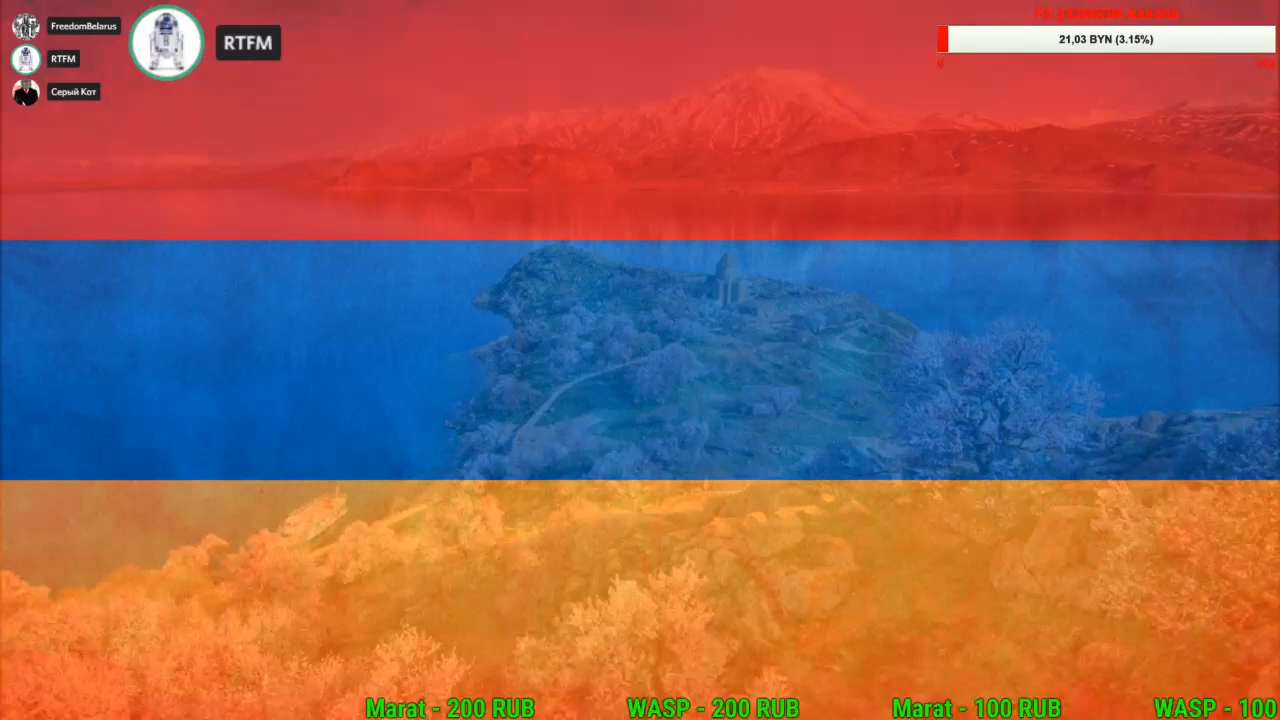 FreedomBelarus
RTFM
Серый Кот
RTFM
21,03 BYN (3.15%)
Marat - 200 RUB
WASP - 200 RUB
Marat - 100 RUB
WASP - 100